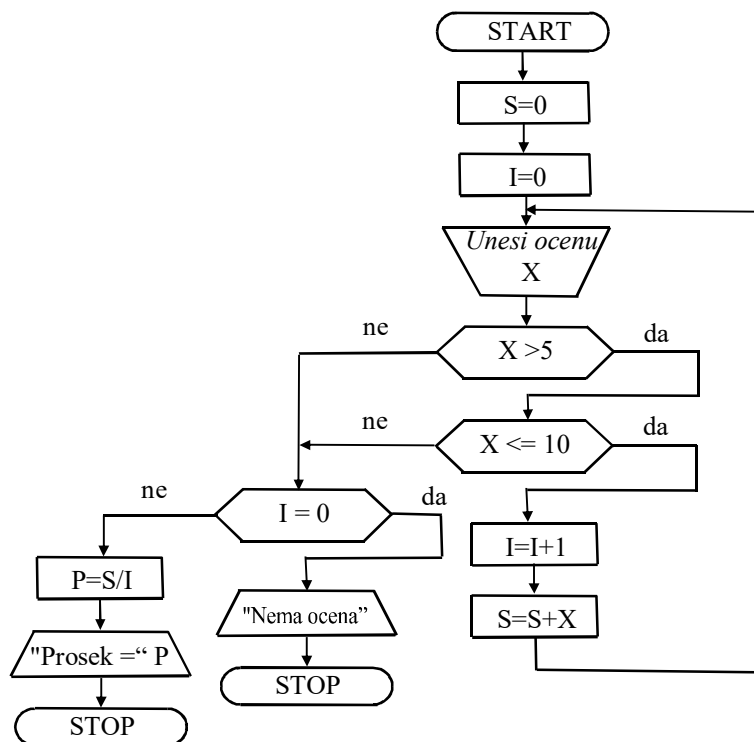 START
S=0
I=0
Unesi ocenu
X
ne
X >5
da
ne
X <= 10
da
ne
I = 0
da
I=I+1
P=S/I
"Nema ocena”
S=S+X
"Prosek =“ P
STOP
STOP